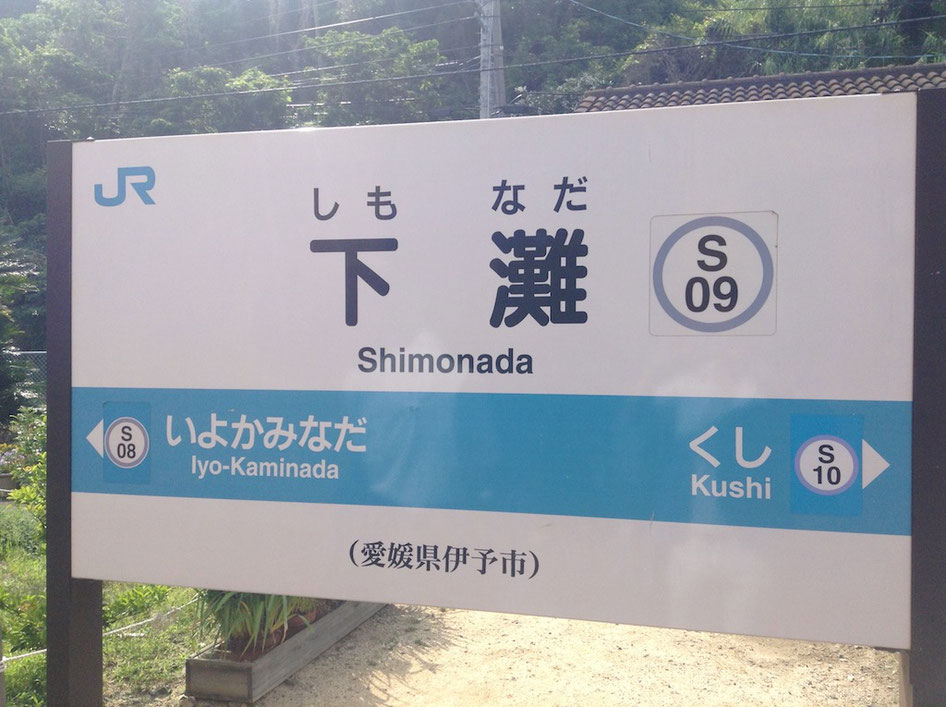 JR
しも なだ
下 灘
S
09
Shimonada
S
08
いよかみなだ
Iyo-Kaminada
くし
Kushi
S
10
(愛媛県伊予市)